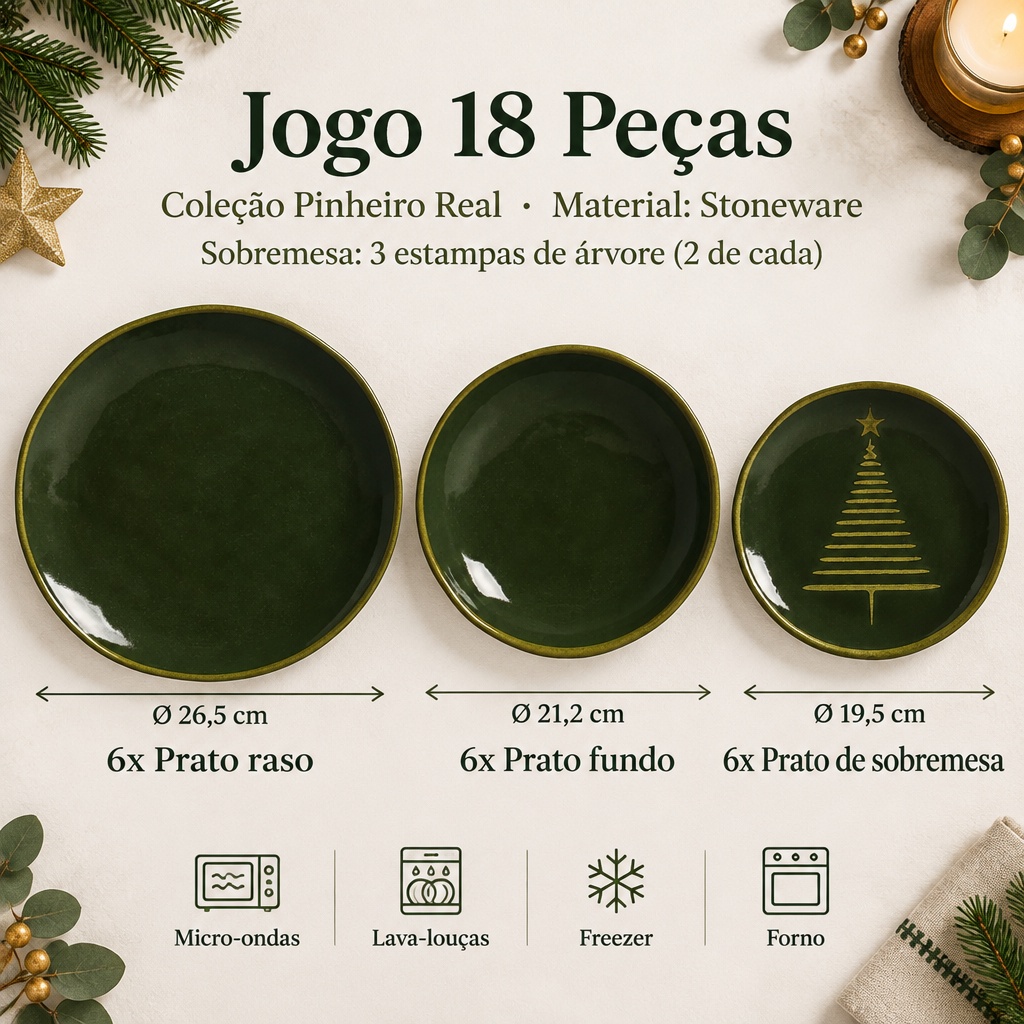 Jogo 18 Peças
Coleção Pinheiro Real · Material: Stoneware
Sobremesa: 3 estampas de árvore (2 de cada)
Ø 26,5 cm
6x Prato raso
Ø 21,2 cm
6x Prato fundo
Ø 19,5 cm
6x Prato de sobremesa
Micro-ondas
Lava-louças
Freezer
Forno